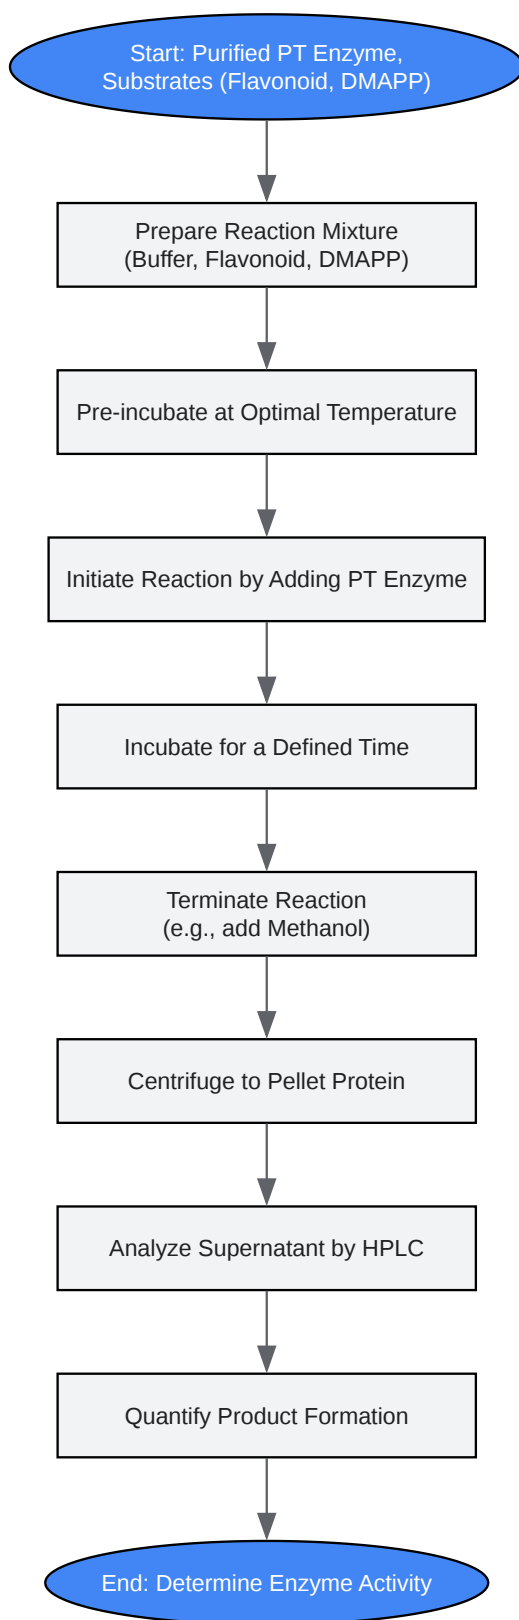 Start: Purified PT Enzyme,
Substrates (Flavonoid, DMAPP)
Prepare Reaction Mixture
(Buffer, Flavonoid, DMAPP)
Pre-incubate at Optimal Temperature
Initiate Reaction by Adding PT Enzyme
Incubate for a Defined Time
Terminate Reaction
(e.g., add Methanol)
Centrifuge to Pellet Protein
Analyze Supernatant by HPLC
Quantify Product Formation
End: Determine Enzyme Activity